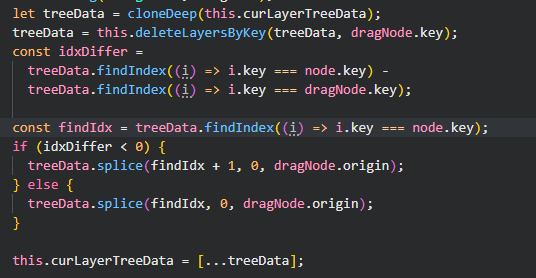 let treeData = cloneDeep(this.curLayerTreeData);
treeData = this.deleteLayersByKey(treeData, dragNode.key);
const idxDiffer =
treeData.findIndex((i) => i.key === node.key) -
treeData.findIndex((i) => i.key === dragNode.key);
const findIdx = treeData.findIndex((i) => i.key === node.key);
if (idxDiffer < 0) {
treeData.splice(findIdx + 1, 0, dragNode.origin);
} else {
treeData.splice(findIdx, 0, dragNode.origin);
}
this.curLayerTreeData = [...treeData];